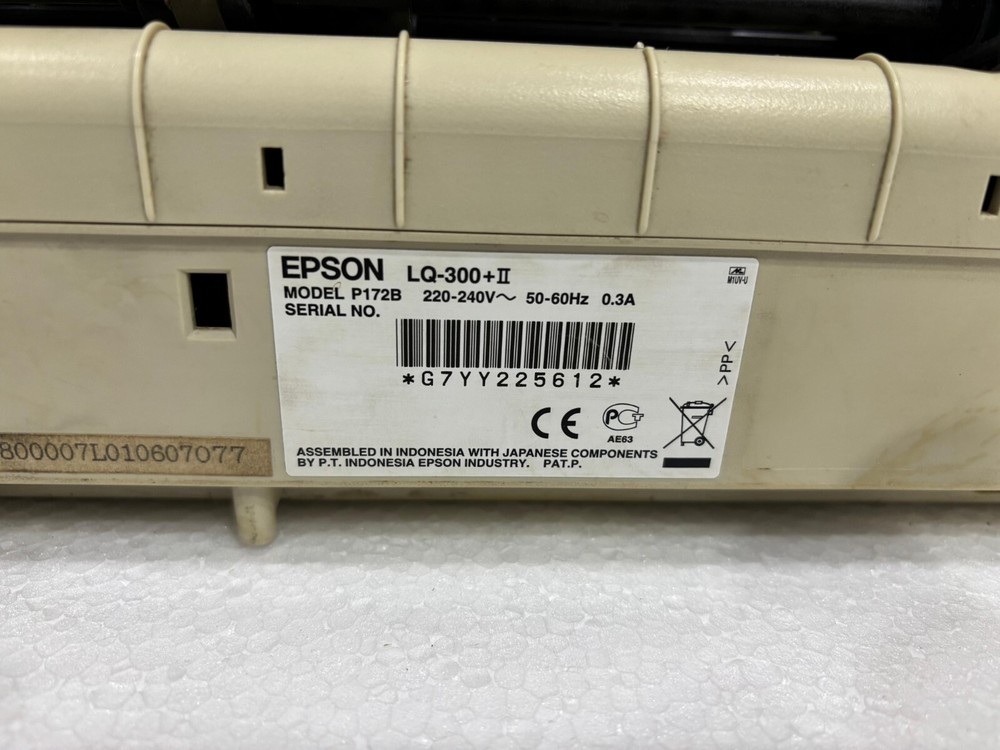 EPSON LQ-300+II
MODEL P172B 220-240V～ 50-60Hz 0.3A
SERIAL NO.
*G7YY225612*
M1UV-U
>PP<
CE
AE63
ASSEMBLED IN INDONESIA WITH JAPANESE COMPONENTS
BY P.T. INDONESIA EPSON INDUSTRY. PAT.P.
800007L010607077